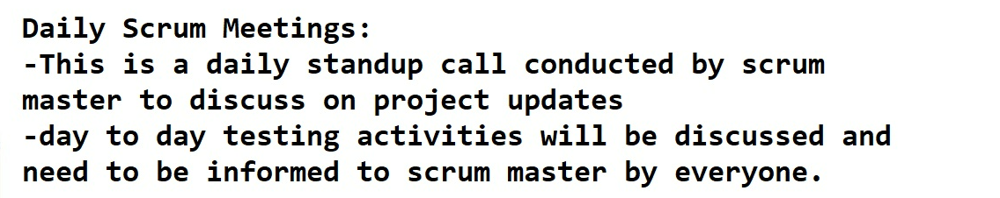 Daily Scrum Meetings:
-This is a daily standup call conducted by scrum
master to discuss on project updates
-day to day testing activities will be discussed and
need to be informed to scrum master by everyone.